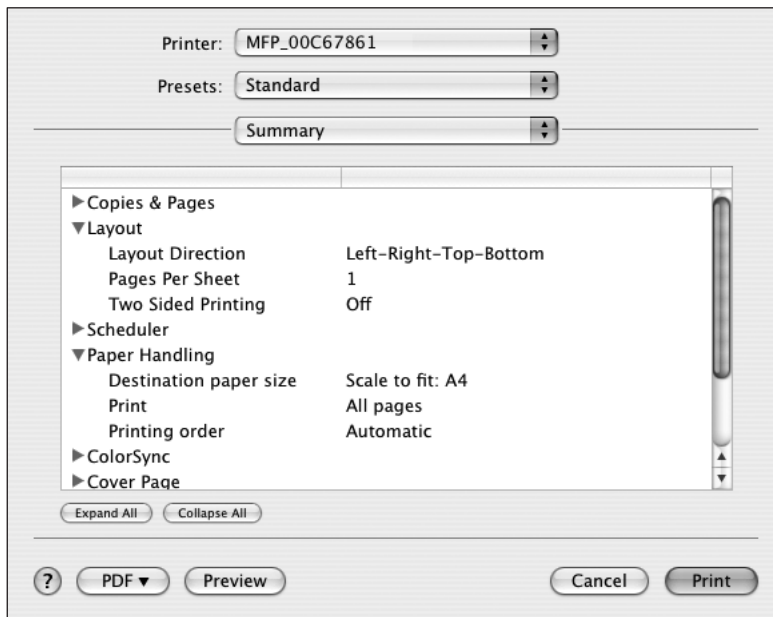 Printer: MFP_00C67861
Presets: Standard
Summary
Copies & Pages
Layout
Layout Direction Left-Right-Top-Bottom
Pages Per Sheet 1
Two Sided Printing Off
Scheduler
Paper Handling
Destination paper size Scale to fit: A4
Print All pages
Printing order Automatic
ColorSync
Cover Page
Expand All Collapse All
? PDF Preview Cancel Print